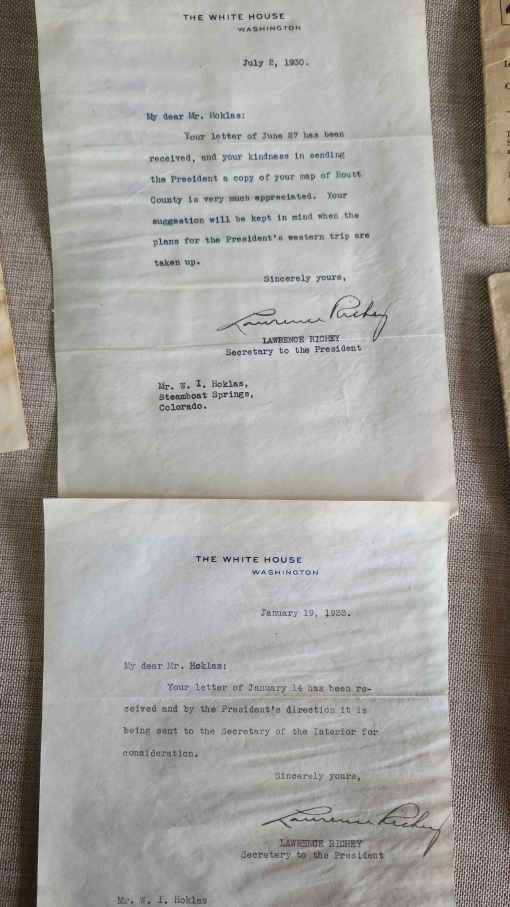 THE WHITE HOUSE
WASHINGTON
July 2, 1930.
My dear Mr. Hoklas:
Your letter of June 27 has been
received, and your kindness in sending
the President a copy of your map of Routt
County is very much appreciated. Your
suggestion will be kept in mind when the
plans for the President's western trip are
taken up.
Sincerely yours,
Lawrence Richey
LAWRENCE RICHEY
Secretary to the President
Mr. W. I. Hoklas,
Steamboat Springs,
Colorado.
THE WHITE HOUSE
WASHINGTON
January 19, 1933.
My dear Mr. Hoklas:
Your letter of January 14 has been re-
ceived and by the President's direction it is
being sent to the Secretary of the Interior for
consideration.
Sincerely yours,
Lawrence Richey
LAWRENCE RICHEY
Secretary to the President
Mr. W. I. Hoklas